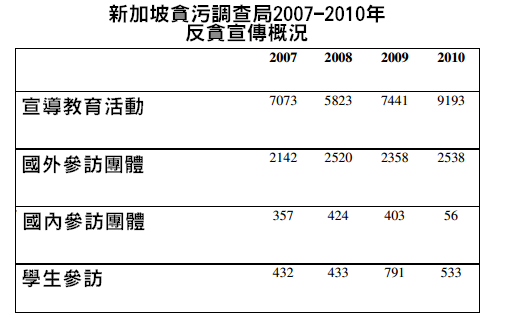 新加坡貪污調查局2007-2010年
反貪宣傳概況
2007 2008 2009 2010
宣導教育活動 7073 5823 7441 9193
國外參訪團體 2142 2520 2358 2538
國內參訪團體 357 424 403 56
學生參訪 432 433 791 533